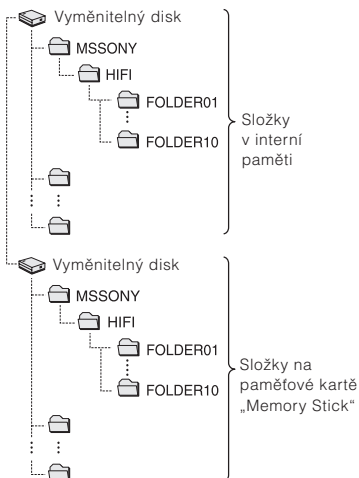 Vyměnitelný disk
MSSONY
HIFI
FOLDER01
FOLDER10
Složky
v interní
paměti
Vyměnitelný disk
MSSONY
HIFI
FOLDER01
FOLDER10
Složky na
paměťové kartě
„Memory Stick“